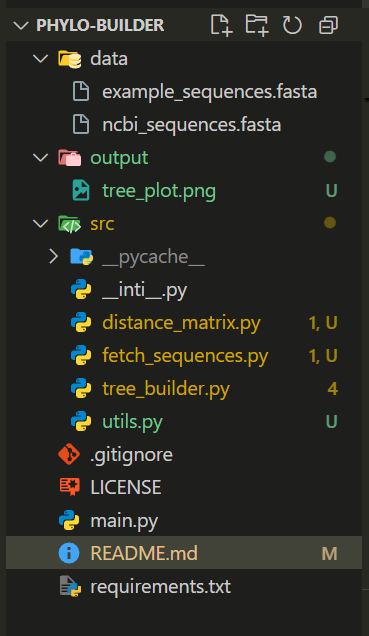 PHYLO-BUILDER
data
example_sequences.fasta
ncbi_sequences.fasta
output
tree_plot.png U
src
__pycache__
__inti__.py
distance_matrix.py 1, U
fetch_sequences.py 1, U
tree_builder.py 4
utils.py U
.gitignore
LICENSE
main.py
README.md M
requirements.txt